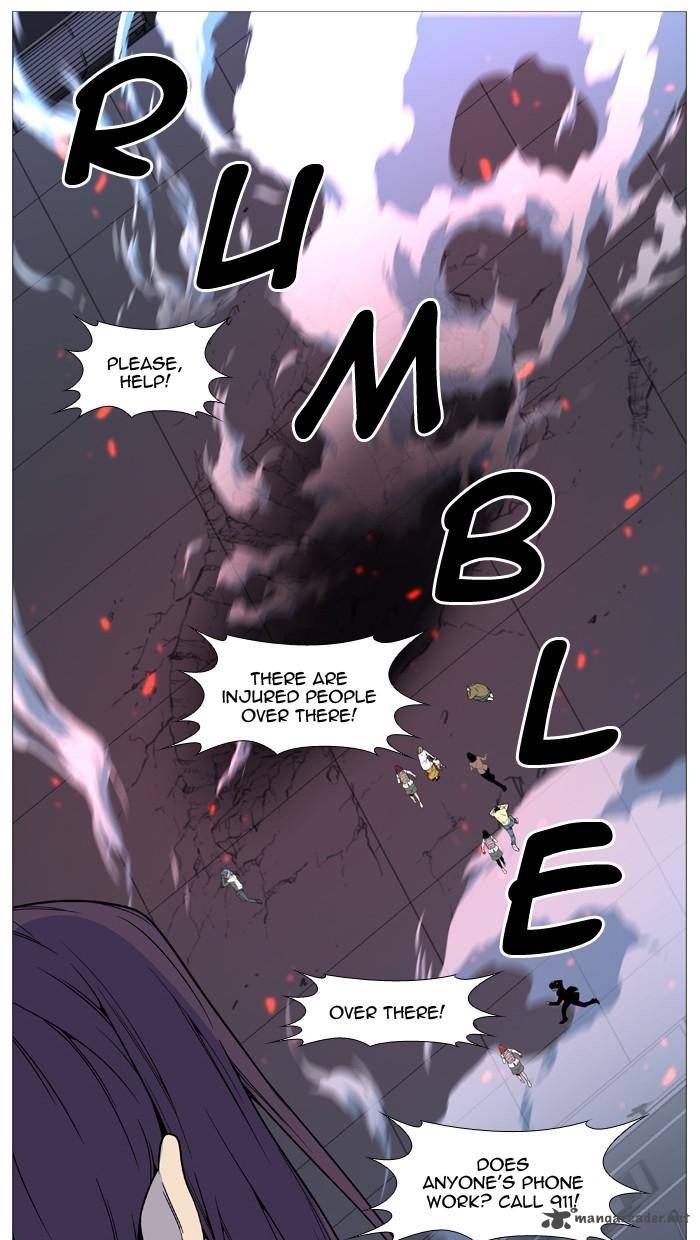 RUMBLE
PLEASE,
HELP!
THERE ARE
INJURED PEOPLE
OVER THERE!
OVER THERE!
DOES
ANYONE'S PHONE
WORK? CALL 911!
mangareader.net